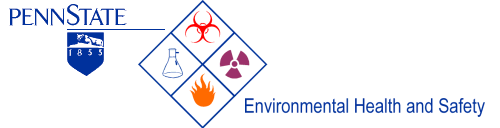 PENNSTATE
1855
Environmental Health and Safety